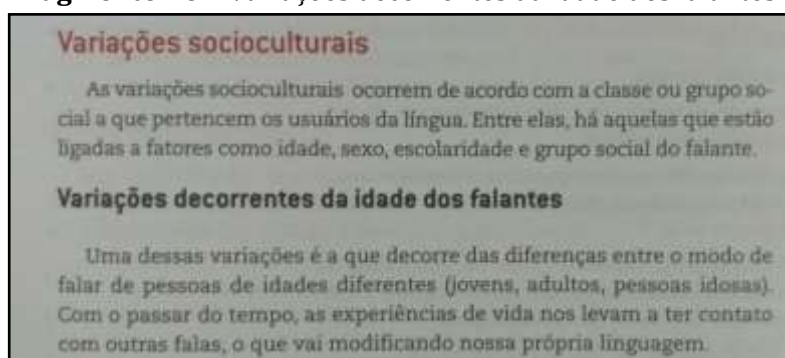 Variações socioculturais
As variações socioculturais ocorrem de acordo com a classe ou grupo so-
cial a que pertencem os usuários da língua. Entre elas, há aquelas que estão
ligadas a fatores como idade, sexo, escolaridade e grupo social do falante.
Variações decorrentes da idade dos falantes
Uma dessas variações é a que decorre das diferenças entre o modo de
falar de pessoas de idades diferentes (jovens, adultos, pessoas idosas).
Com o passar do tempo, as experiências de vida nos levam a ter contato
com outras falas, o que vai modificando nossa própria linguagem.